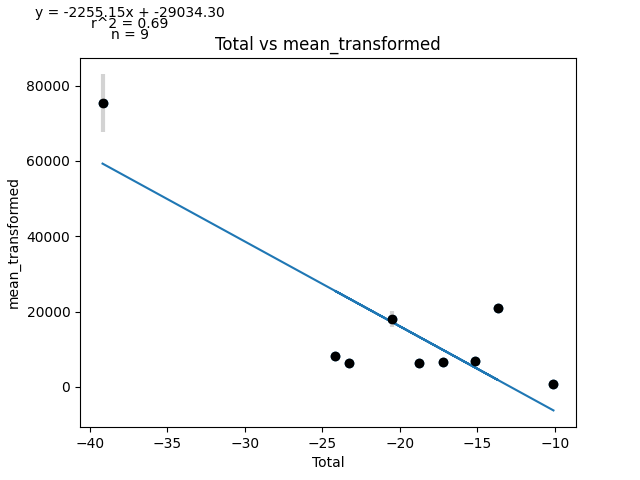 y = -2255.15x + -29034.30
r^2 = 0.69
n = 9
Total vs mean_transformed
80000
60000
40000
20000
0
mean_transformed
−40
−35
−30
−25
−20
−15
−10
Total